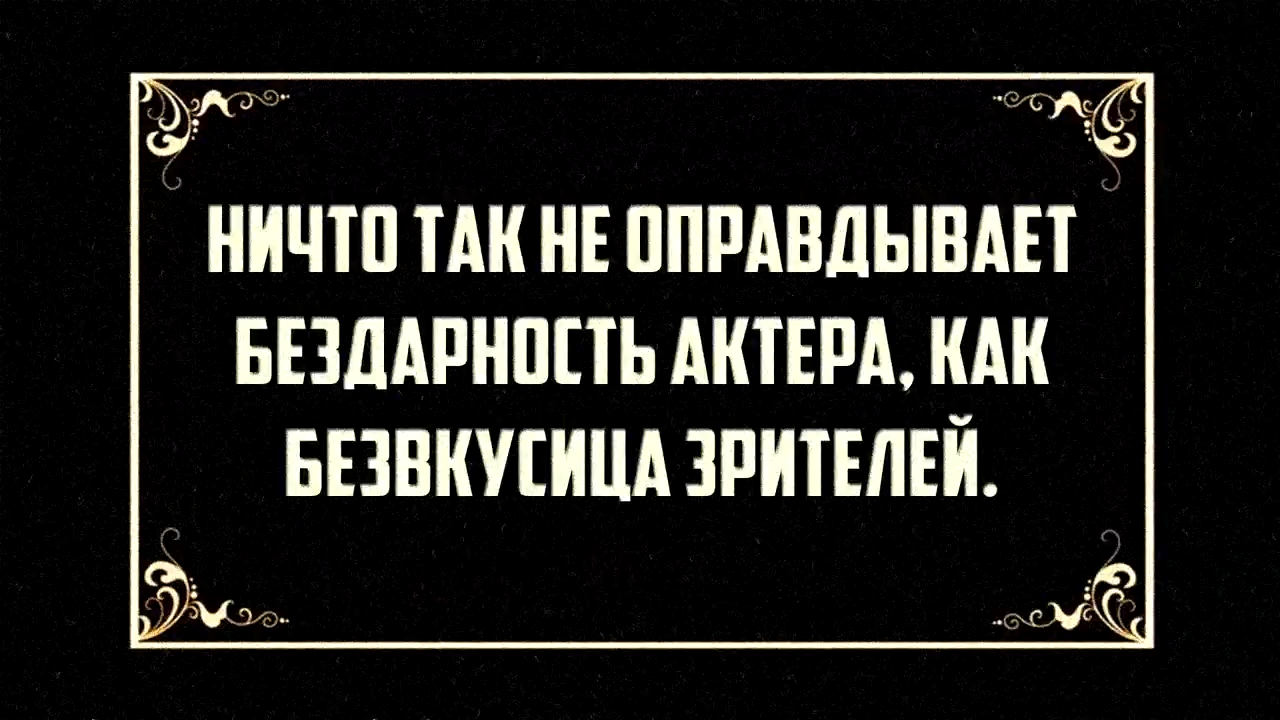 НИЧТО ТАК НЕ ОПРАВДЫВАЕТ
БЕЗДАРНОСТЬ АКТЕРА, КАК
БЕЗВКУСИЦА ЗРИТЕЛЕЙ.